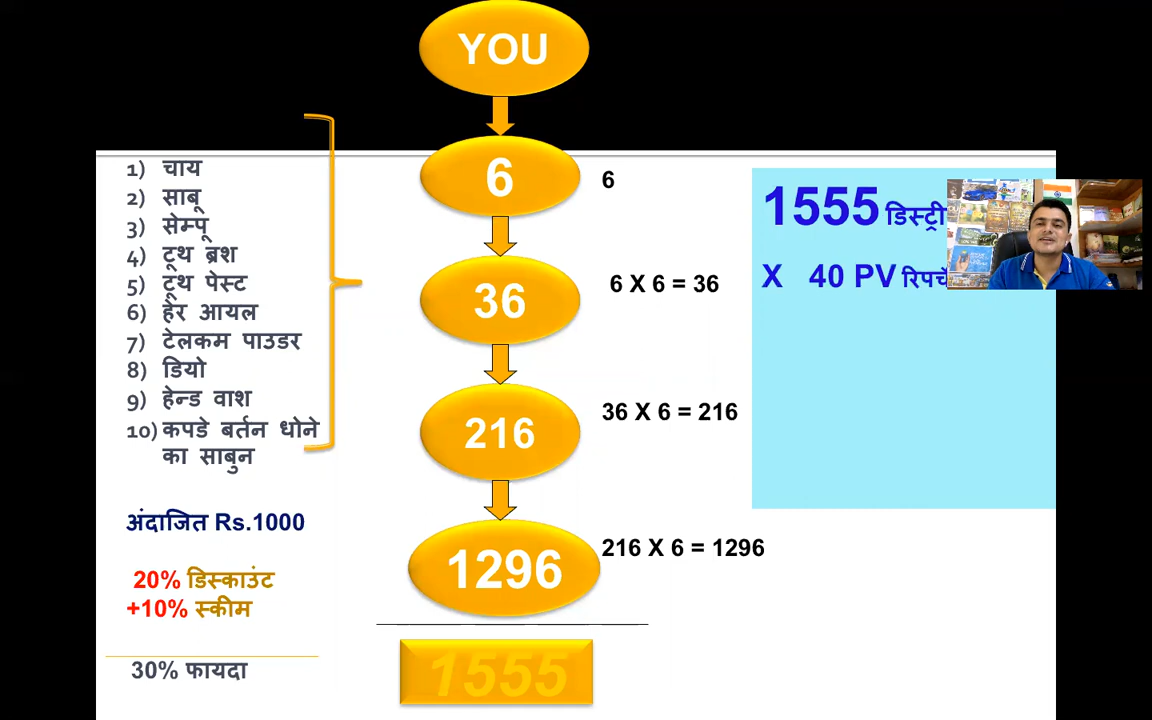 YOU
6
6
36
6 X 6 = 36
216
36 X 6 = 216
1296
216 X 6 = 1296
1555
1) चाय
2) साबू
3) सेम्पू
4) टूथ ब्रश
5) टूथ पेस्ट
6) हेर आयल
7) टेलकम पाउडर
8) डियो
9) हेन्ड वाश
10) कपडे बर्तन धोने
का साबुन
अंदाजित Rs.1000
20% डिस्काउंट
+10% स्कीम
30% फायदा
1555
X 40 PV